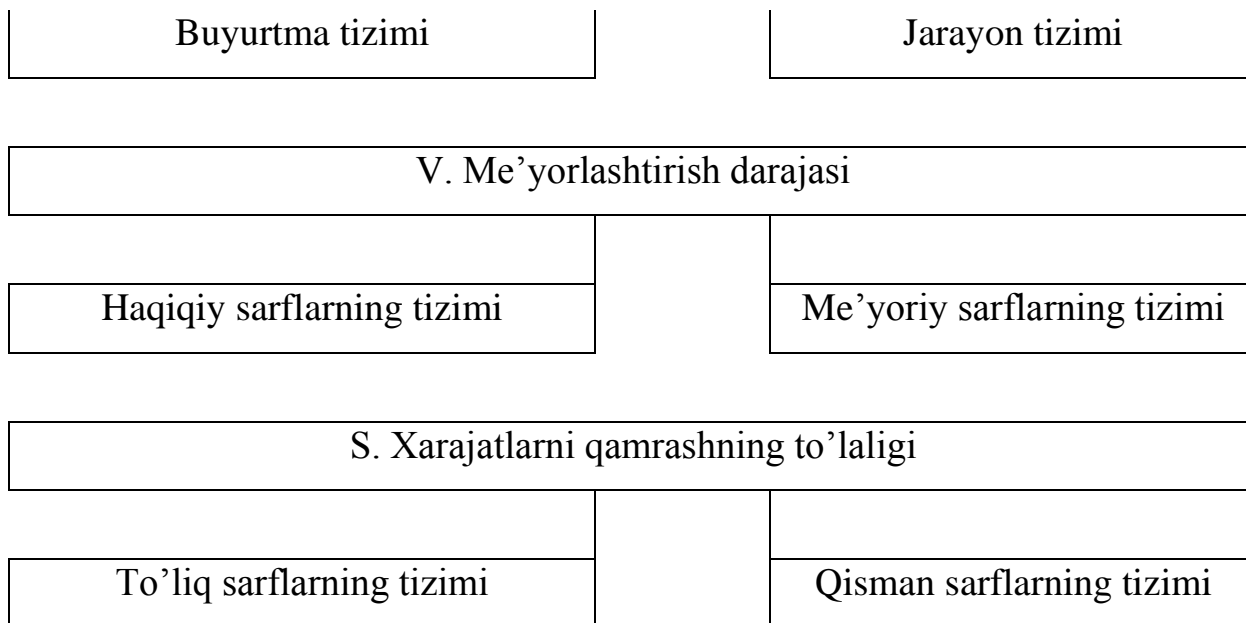 Buyurtma tizimi
Jarayon tizimi
V. Me’yorlashtirish darajasi
Haqiqiy sarflarning tizimi
Me’yoriy sarflarning tizimi
S. Xarajatlarni qamrashning to’laligi
To’liq sarflarning tizimi
Qisman sarflarning tizimi